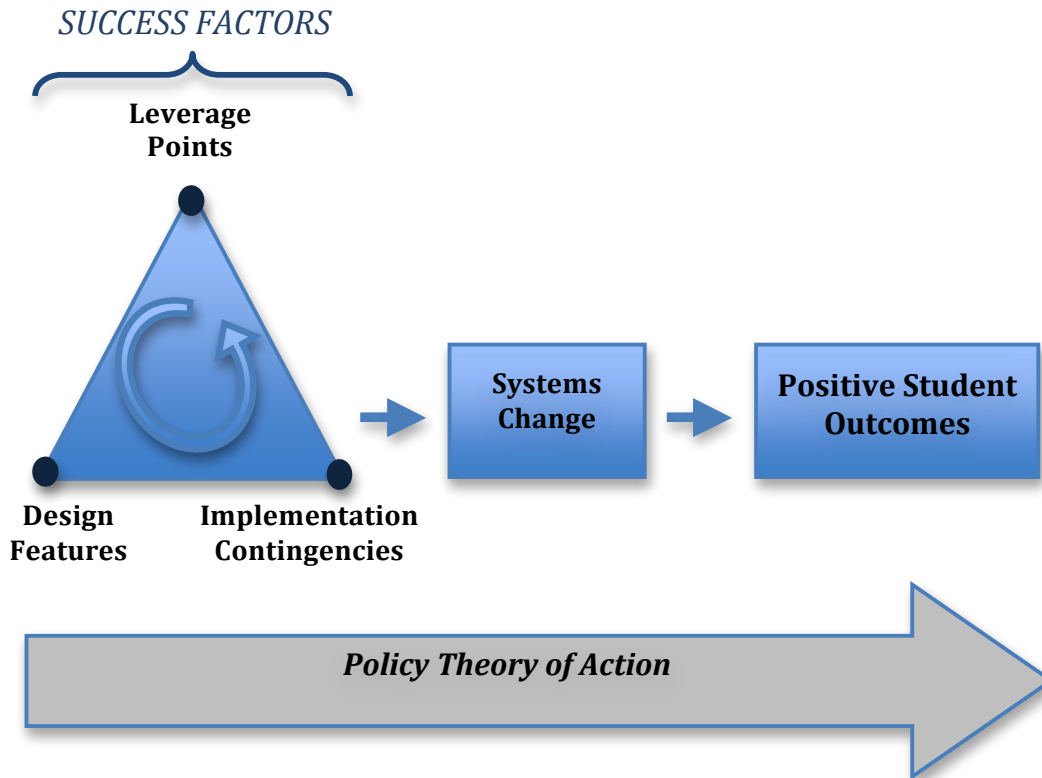 SUCCESS FACTORS
Leverage
Points
Systems
Change
Positive Student
Outcomes
Design
Features
Implementation
Contingencies
Policy Theory of Action